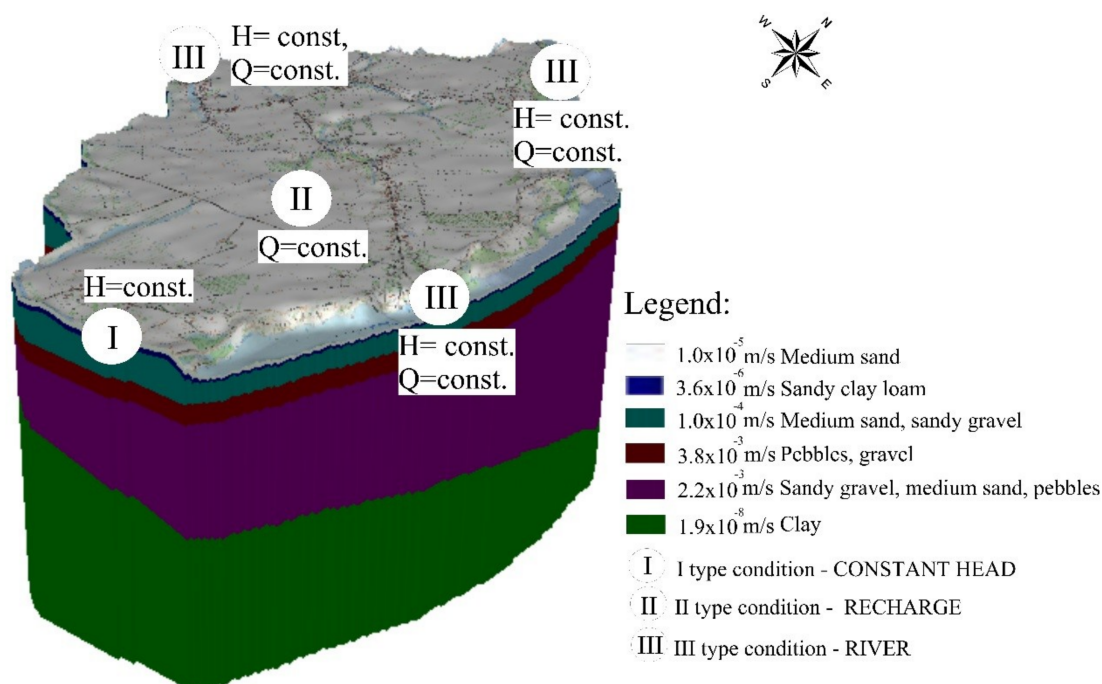 III
H= const,
Q=const.
III
H= const.
Q=const.
W
N
S
E
II
Q=const.
H=const.
I
III
H= const.
Q=const.
Legend:
1.0x10⁻⁵ m/s Medium sand
3.6x10⁻⁶ m/s Sandy clay loam
1.0x10⁻⁴ m/s Medium sand, sandy gravel
3.8x10⁻³ m/s Pebbles, gravel
2.2x10⁻³ m/s Sandy gravel, medium sand, pebbles
1.9x10⁻⁸ m/s Clay
I I type condition - CONSTANT HEAD
II II type condition - RECHARGE
III III type condition - RIVER